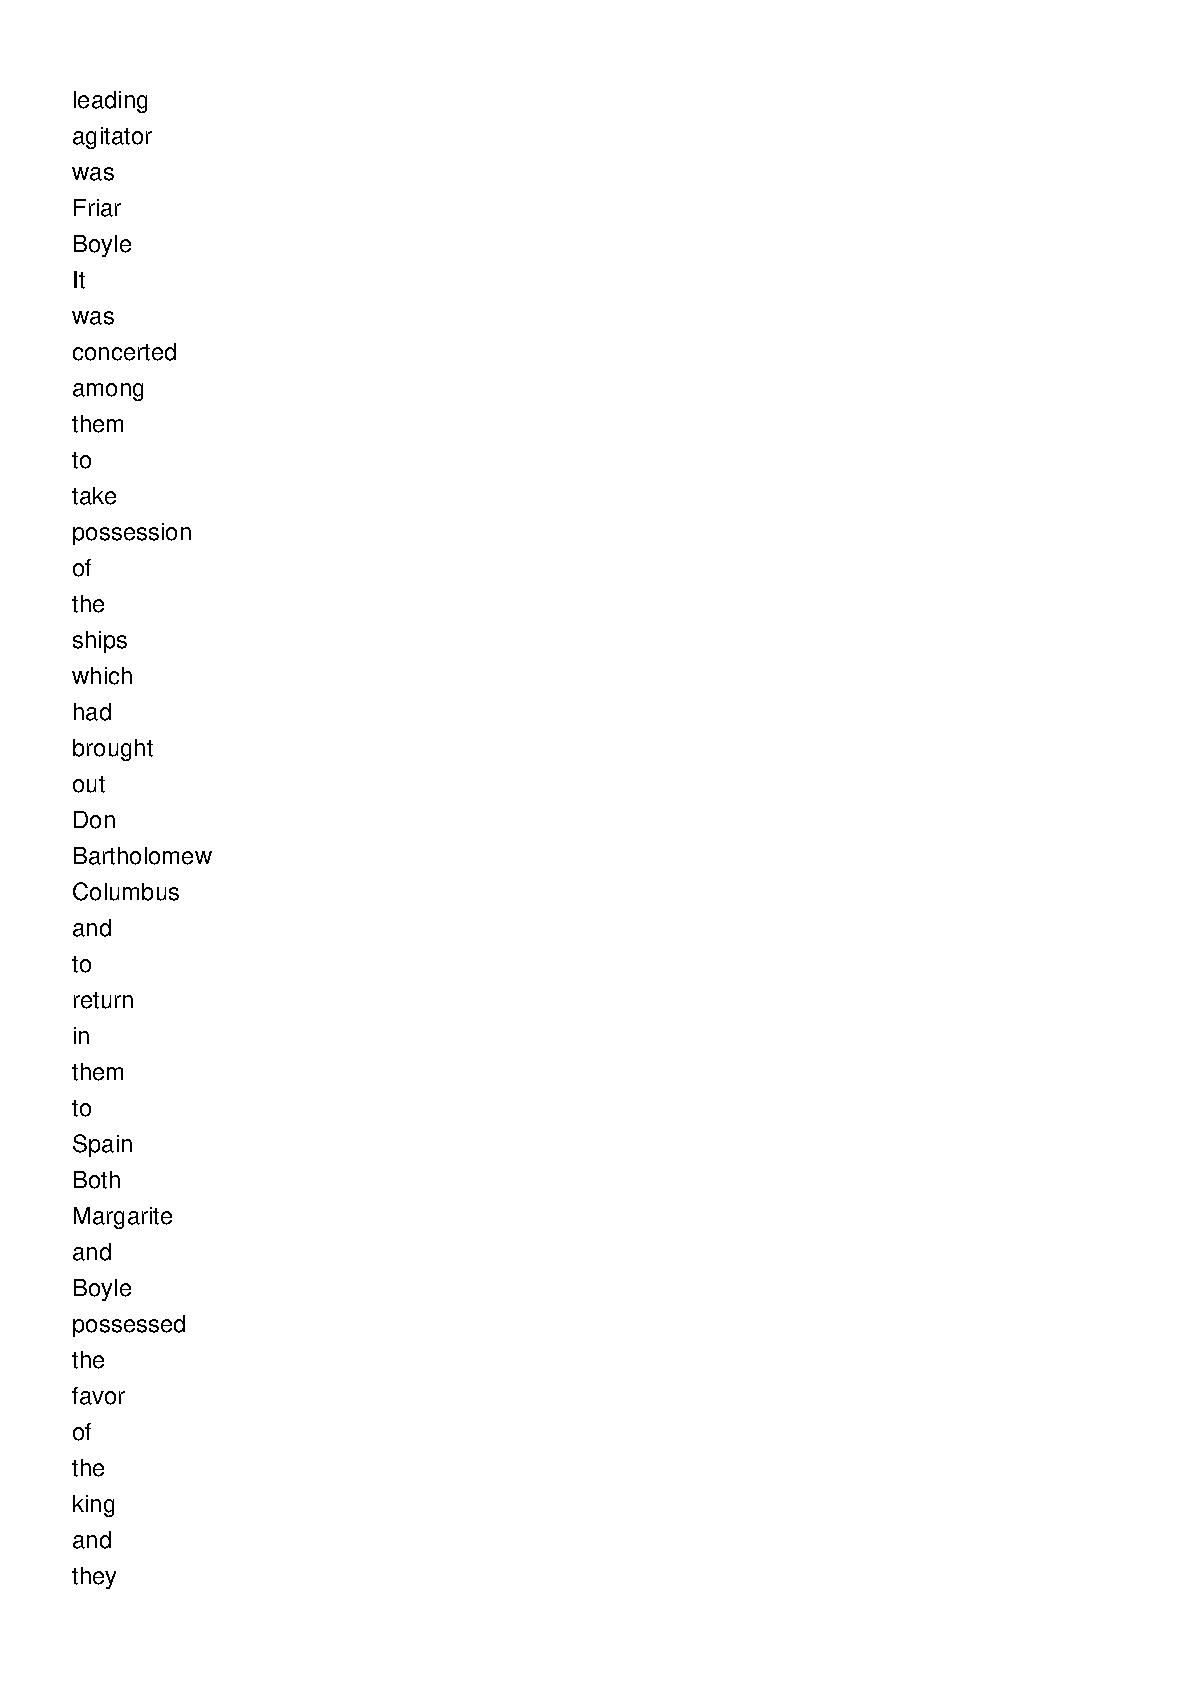 leading
agitator
was
Friar
Boyle
It
was
concerted
among
them
to
take
possession
of
the
ships
which
had
brought
out
Don
Bartholomew
Columbus
and
to
return
in
them
to
Spain
Both
Margarite
and
Boyle
possessed
the
favor
of
the
king
and
they